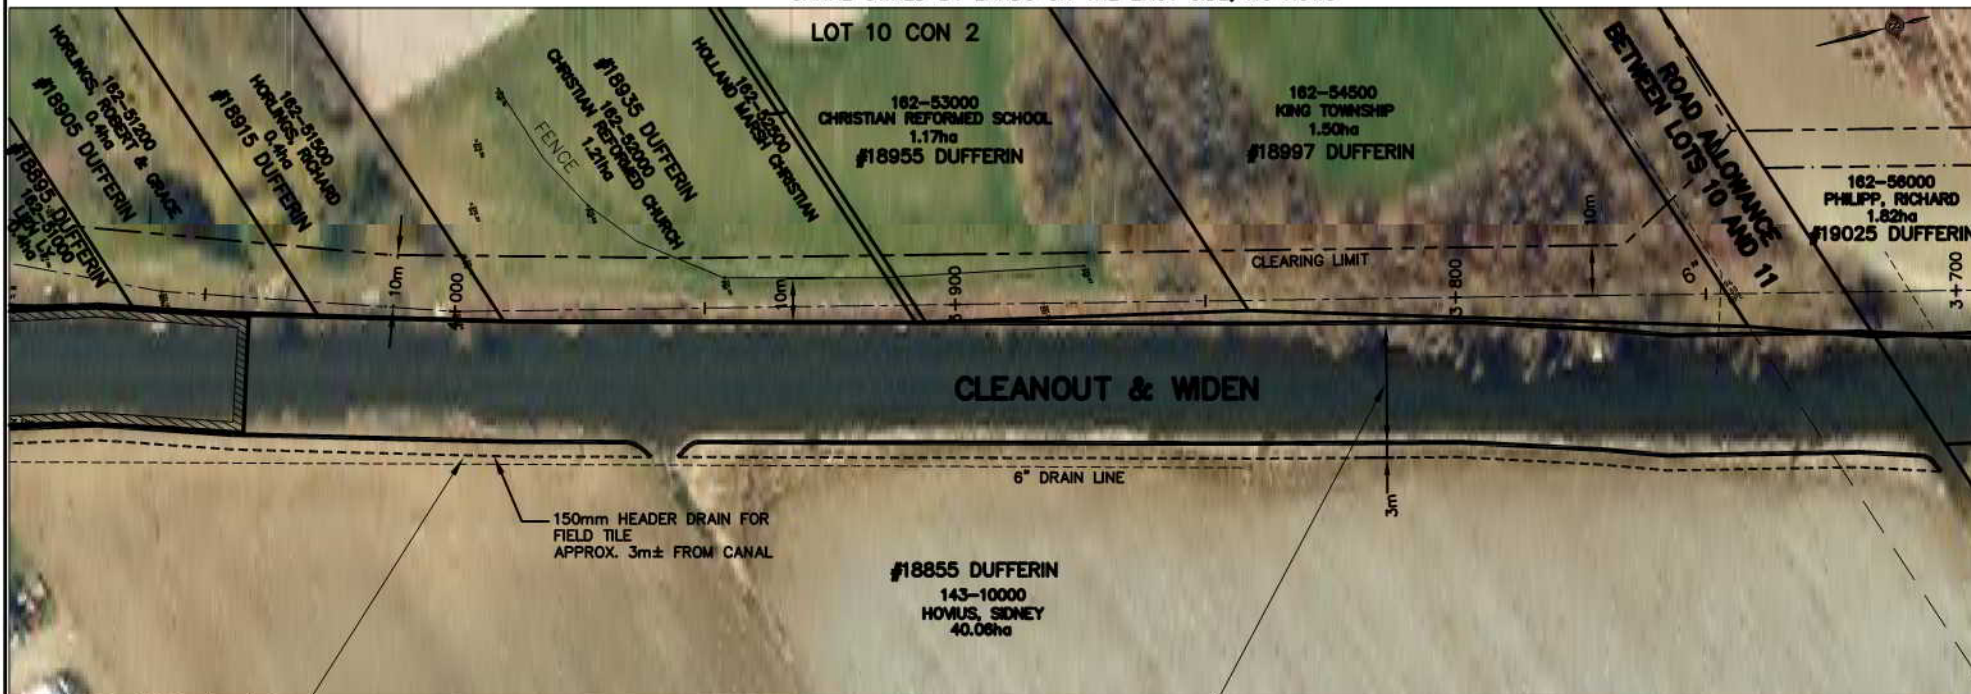 LOT 10 CON 2
162-51200
HORLINGS, ROBERT & GRACE
0.4ha
#18905 DUFFERIN
162-51500
HORLINGS, RICHARD
0.4ha
#18915 DUFFERIN
#18935 DUFFERIN
162-52000
CHRISTIAN REFORMED CHURCH
1.21ha
FENCE
162-52500
HOLLAND MARSH CHRISTIAN
162-53000
CHRISTIAN REFORMED SCHOOL
1.17ha
#18955 DUFFERIN
162-54500
KING TOWNSHIP
1.50ha
#18997 DUFFERIN
ROAD ALLOWANCE
BETWEEN LOTS 10 AND 11
162-56000
PHILIPP, RICHARD
1.82ha
#19025 DUFFERIN
#18895 DUFFERIN
162-51000
CLEARING LIMIT
10m
10m
10m
6"
3+900
3+800
3+700
CLEANOUT & WIDEN
6" DRAIN LINE
3m
150mm HEADER DRAIN FOR
FIELD TILE
APPROX. 3m± FROM CANAL
#18855 DUFFERIN
143-10000
HOVIUS, SIDNEY
40.06ha